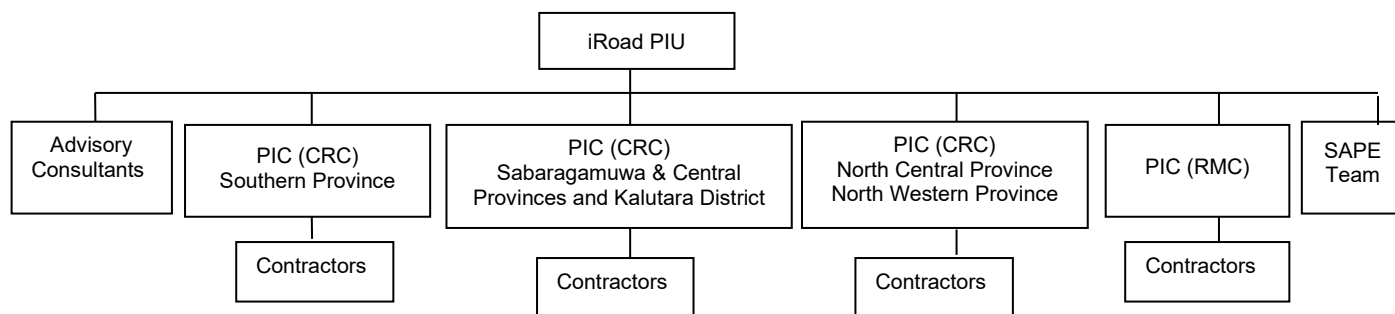 iRoad PIU
Advisory
Consultants
PIC (CRC)
Southern Province
PIC (CRC)
Sabaragamuwa & Central
Provinces and Kalutara District
PIC (CRC)
North Central Province
North Western Province
PIC (RMC)
SAPE
Team
Contractors
Contractors
Contractors
Contractors